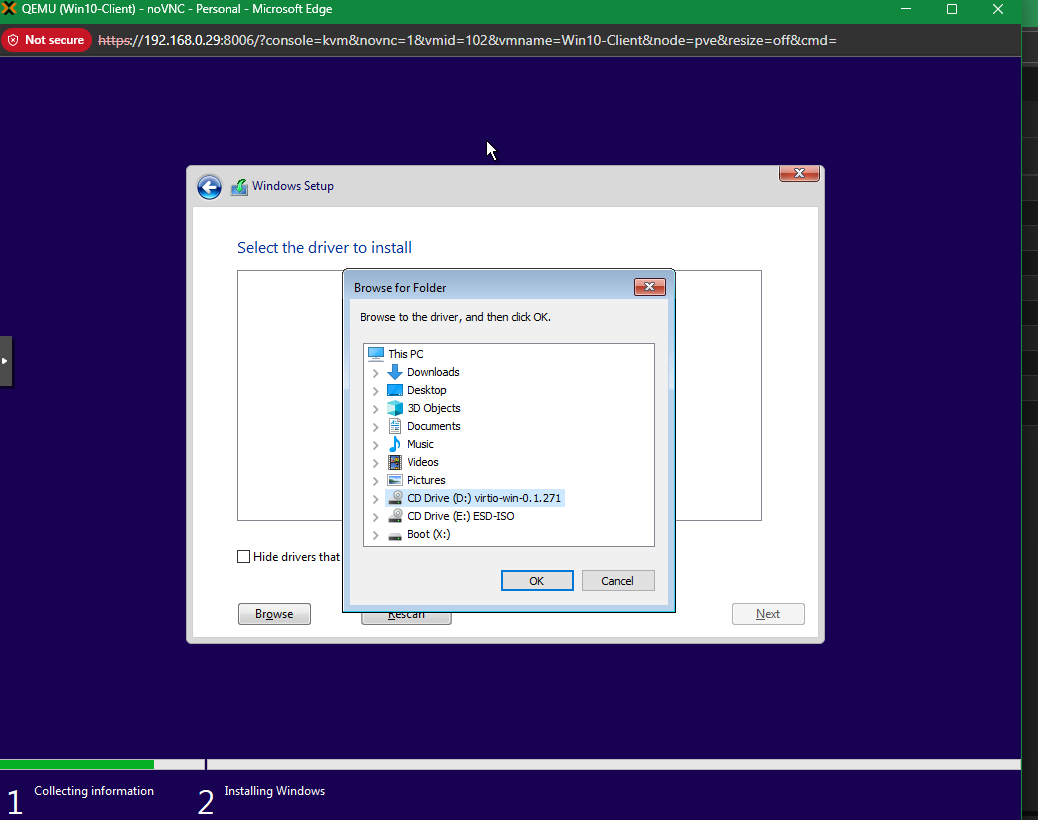 QEMU (Win10-Client) - noVNC - Personal - Microsoft Edge
Not secure https://192.168.0.29:8006/?console=kvm&novnc=1&vmid=102&vmname=Win10-Client&node=pve&resize=off&cmd=
Windows Setup
Select the driver to install
Browse for Folder
Browse to the driver, and then click OK.
This PC
Downloads
Desktop
3D Objects
Documents
Music
Videos
Pictures
CD Drive (D:) virtio-win-0.1.271
CD Drive (E:) ESD-ISO
Boot (X:)
OK Cancel
Hide drivers that
Browse Rescan Next
1 Collecting information 2 Installing Windows